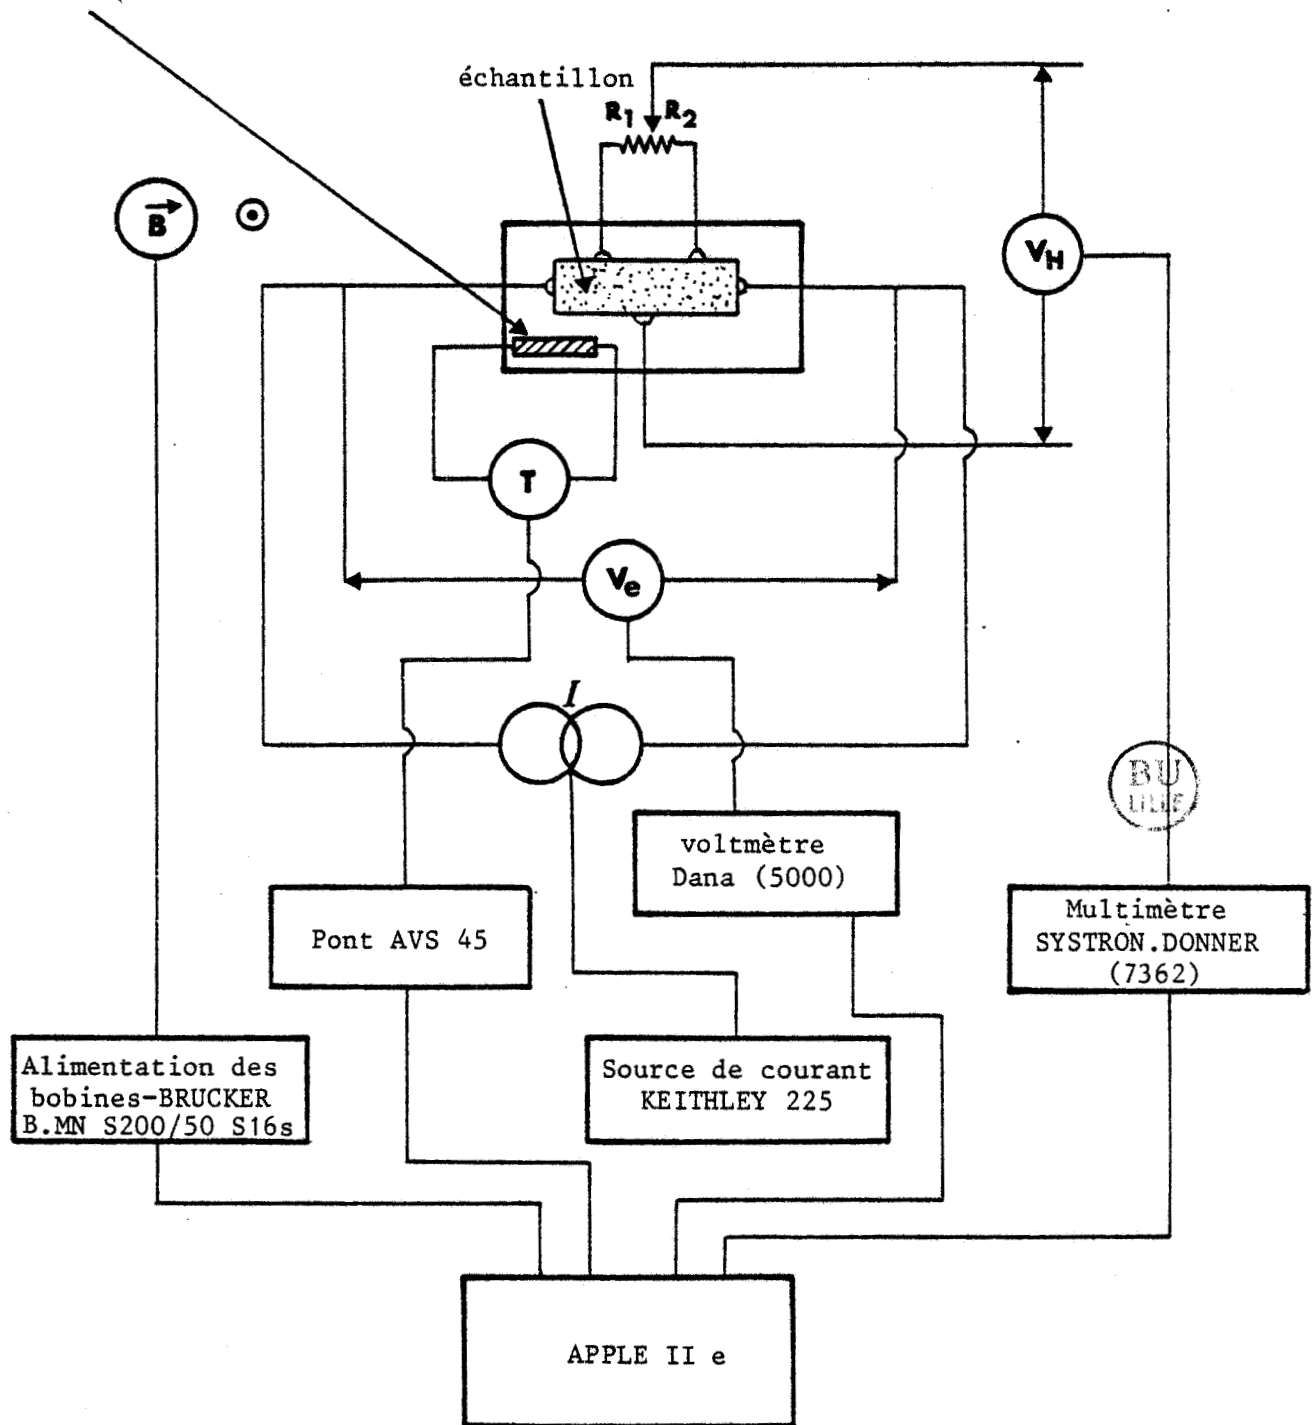 échantillon
R1 R2
B
VH
T
Ve
I
BU
LILLE
voltmètre
Dana (5000)
Pont AVS 45
Multimètre
SYSTRON.DONNER
(7362)
Alimentation des
bobines-BRUCKER
B.MN S200/50 S16s
Source de courant
KEITHLEY 225
APPLE II e